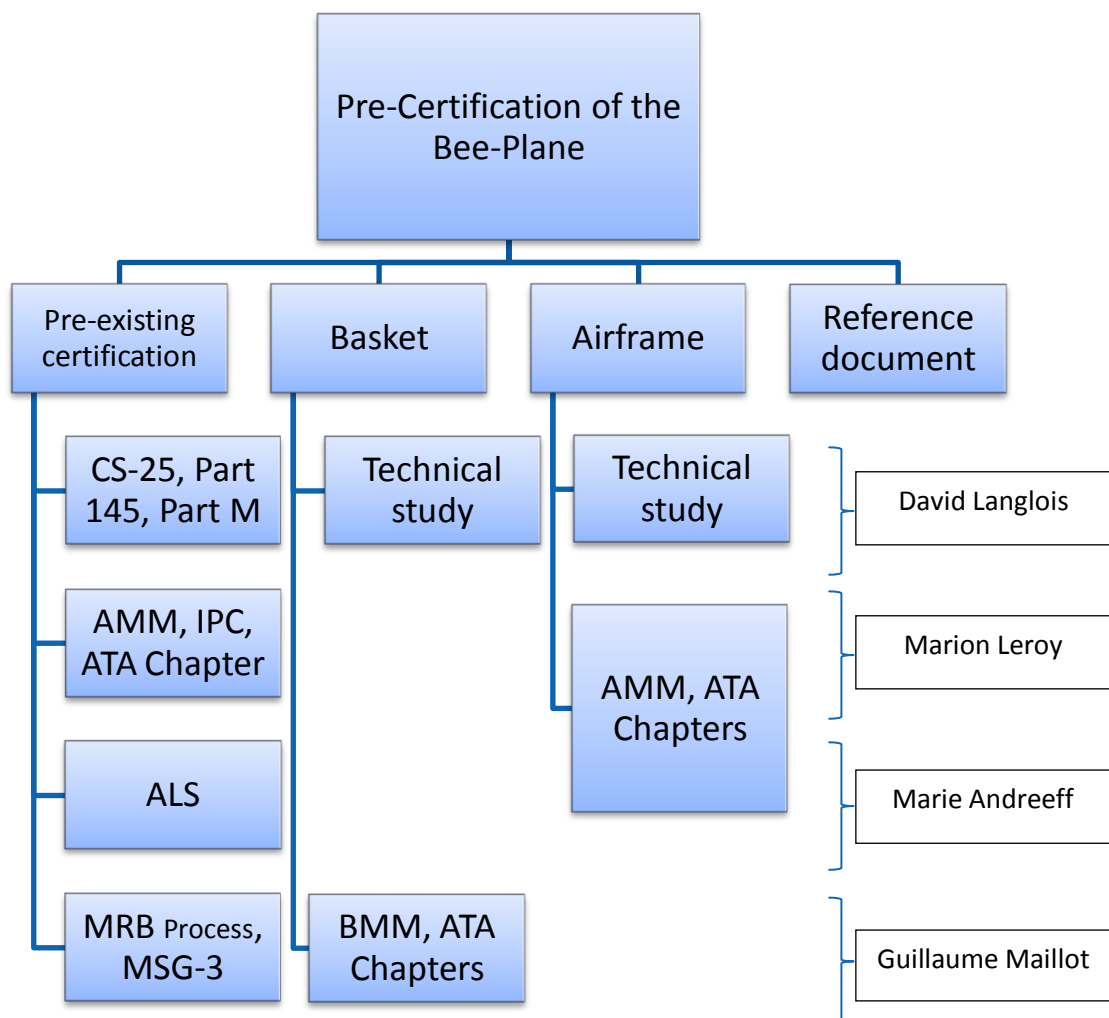 Pre-Certification of the
Bee-Plane
Pre-existing
certification
Basket
Airframe
Reference
document
CS-25, Part
145, Part M
Technical
study
Technical
study
David Langlois
AMM, IPC,
ATA Chapter
AMM, ATA
Chapters
Marion Leroy
ALS
Marie Andreeff
MRB Process,
MSG-3
BMM, ATA
Chapters
Guillaume Maillot